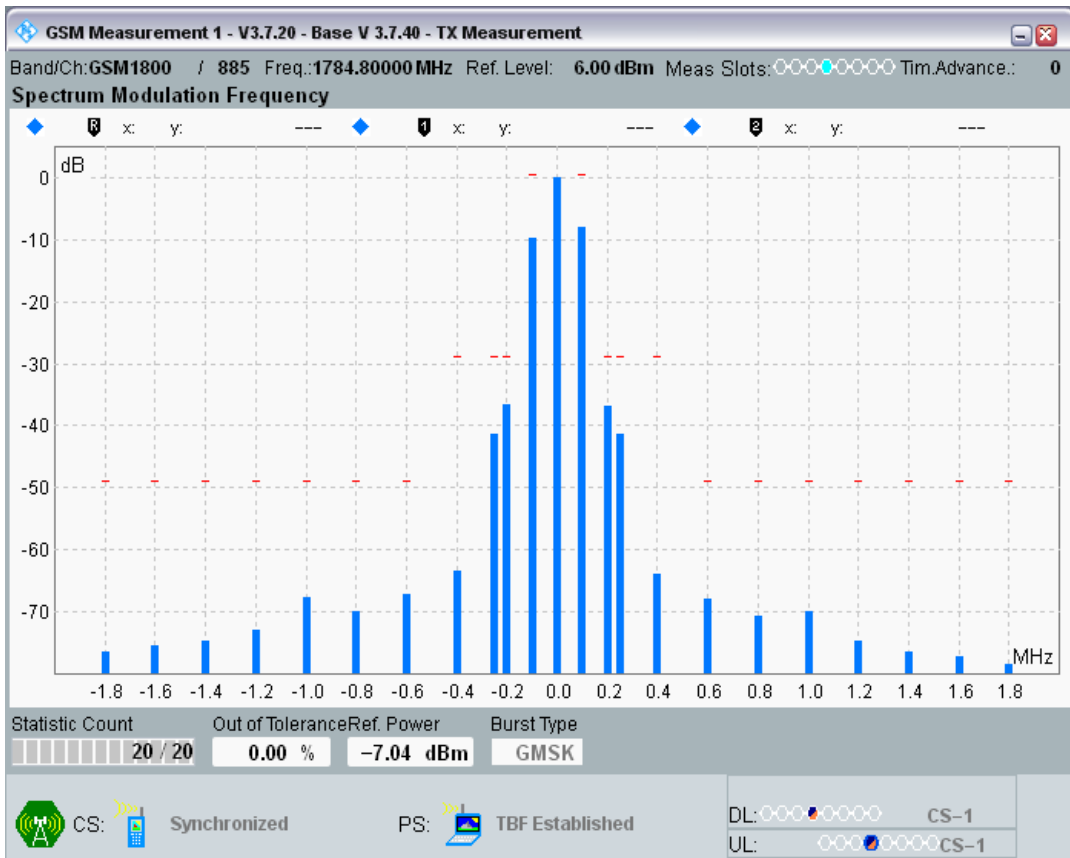 GSM Measurement 1 - V3.7.20 - Base V 3.7.40 - TX Measurement
Band/Ch:GSM1800 / 885 Freq.:1784.80000 MHz Ref. Level: 6.00 dBm Meas Slots: Tim.Advance.: 0
Spectrum Modulation Frequency
R x: y: --- 1 x: y: --- 2 x: y: ---
dB
0
-10
-20
-30
-40
-50
-60
-70
MHz
-1.8 -1.6 -1.4 -1.2 -1.0 -0.8 -0.6 -0.4 -0.2 0.0 0.2 0.4 0.6 0.8 1.0 1.2 1.4 1.6 1.8
Statistic Count Out of Tolerance Ref. Power Burst Type
20 / 20 0.00 % −7.04 dBm GMSK
CS: Synchronized PS: TBF Established
DL: CS−1
UL: CS−1